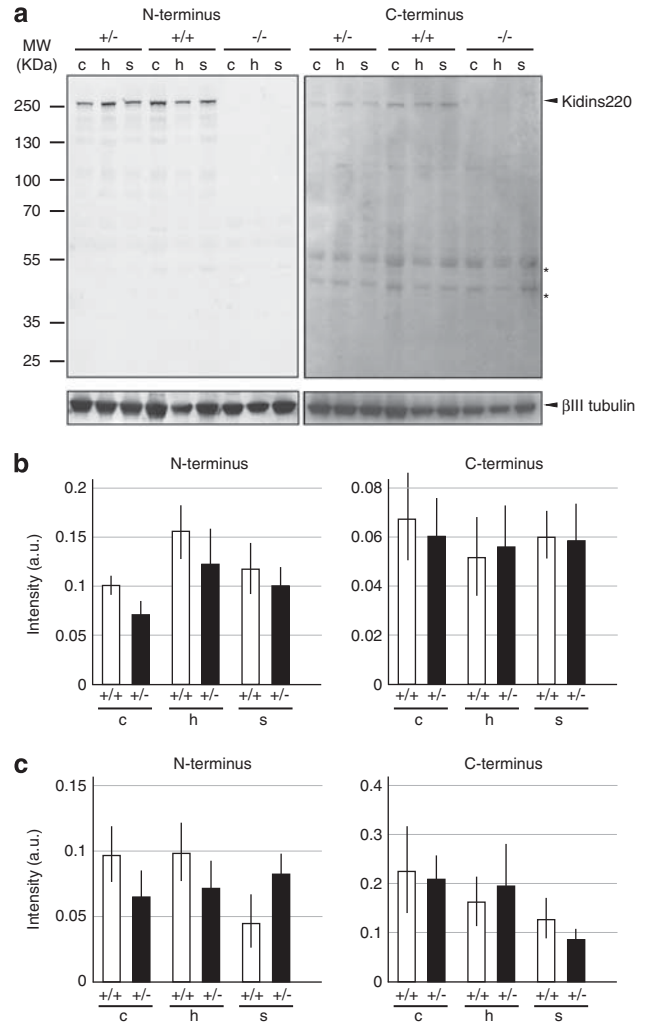 a
N-terminus C-terminus
MW
(KDa)
+/- +/+ -/- +/- +/+ -/-
c h s c h s c h s c h s c h s c h s
250
130
100
70
55
35
25
Kidins220
*
*
βIII tubulin
b
N-terminus C-terminus
Intensity (a.u.)
0.2
0.15
0.1
0.05
0
0.08
0.06
0.04
0.02
0
+/+ +/- +/+ +/- +/+ +/- +/+ +/- +/+ +/- +/+ +/-
c h s c h s
c
N-terminus C-terminus
Intensity (a.u.)
0.15
0.1
0.05
0
0.4
0.3
0.2
0.1
0
+/+ +/- +/+ +/- +/+ +/- +/+ +/- +/+ +/- +/+ +/-
c h s c h s